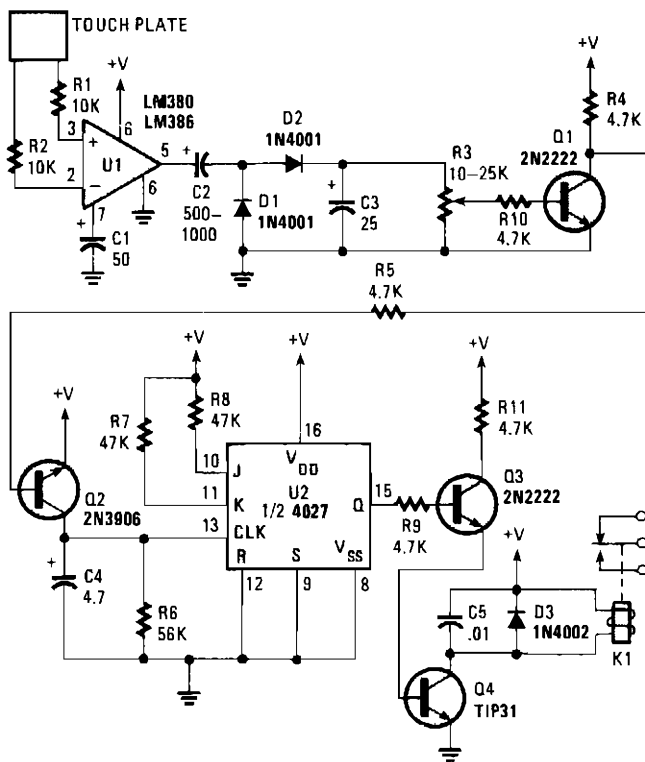 TOUCH PLATE
+V
R1
10K
LM380
LM386
R2
10K
3
+
6
U1
5
2
−
6
7
+
C1
50
+
C2
500-
1000
D2
1N4001
D1
1N4001
+
C3
25
R3
10-25K
R10
4.7K
+V
R4
4.7K
Q1
2N2222
R5
4.7K
+V
+V
+V
+V
R7
47K
R8
47K
R11
4.7K
16
10
J
VDD
11
K
U2
1/2 4027
Q
15
13
CLK
R
S
VSS
12
9
8
Q2
2N3906
R9
4.7K
Q3
2N2222
+
C4
4.7
R6
56K
+V
C5
.01
D3
1N4002
K1
Q4
TIP31